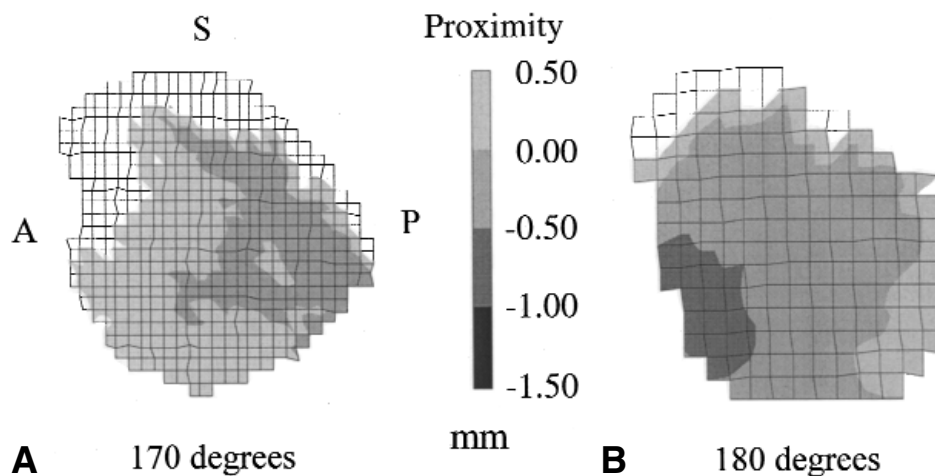 S
Proximity
0.50
0.00
A
P
-0.50
-1.00
-1.50
mm
A 170 degrees
B 180 degrees